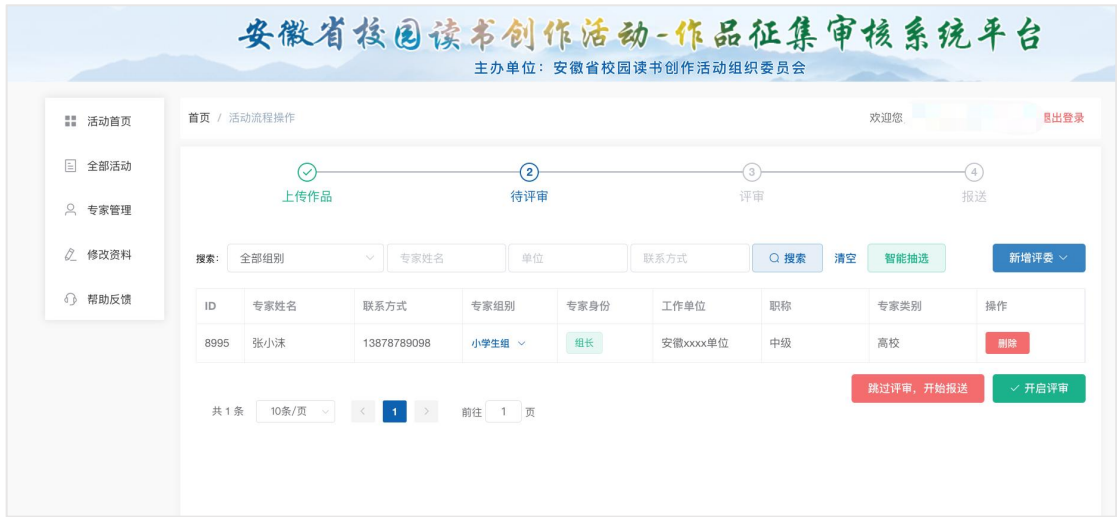 安徽省校园读书创作活动-作品征集审核系统平台
主办单位：安徽省校园读书创作活动组织委员会
活动首页
全部活动
专家管理
修改资料
帮助反馈
首页 / 活动流程操作
欢迎您
退出登录
上传作品
2
待评审
3
评审
4
报送
搜索: 全部组别 专家姓名 单位 联系方式 搜索 清空 智能抽选 新增评委
ID 专家姓名 联系方式 专家组别 专家身份 工作单位 职称 专家类别 操作
8995 张小沫 13878789098 小学生组 组长 安徽xxxx单位 中级 高校 删除
跳过评审，开始报送 开启评审
共 1 条 10条/页 < 1 > 前往 1 页